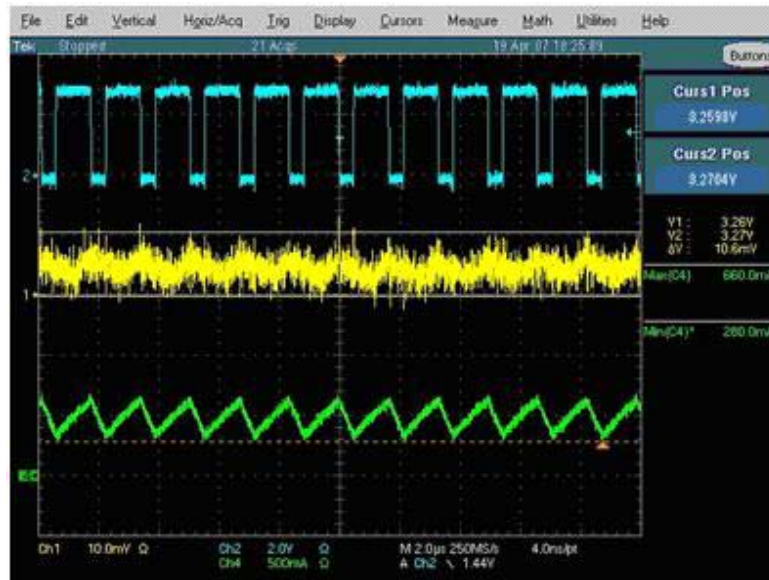 File Edit Vertical Horiz/Acq Trig Display Cursors Measure Math Utilities Help
Tek Stopped 21 Acqs 19 Apr 07 18:25:89
Buttons
Curs1 Pos
3.2598V
Curs2 Pos
3.2704V
V1 : 3.26V
V2 : 3.27V
ΔV : 10.6mV
Max(C4) 660.0m
Min(C4)* 280.0m
2
1
Ch1 10.0mV Ω Ch2 2.0V Ω M 2.0µs 250MS/s 4.0ns/pt
Ch4 500mA Ω A Ch2 \ 1.44V